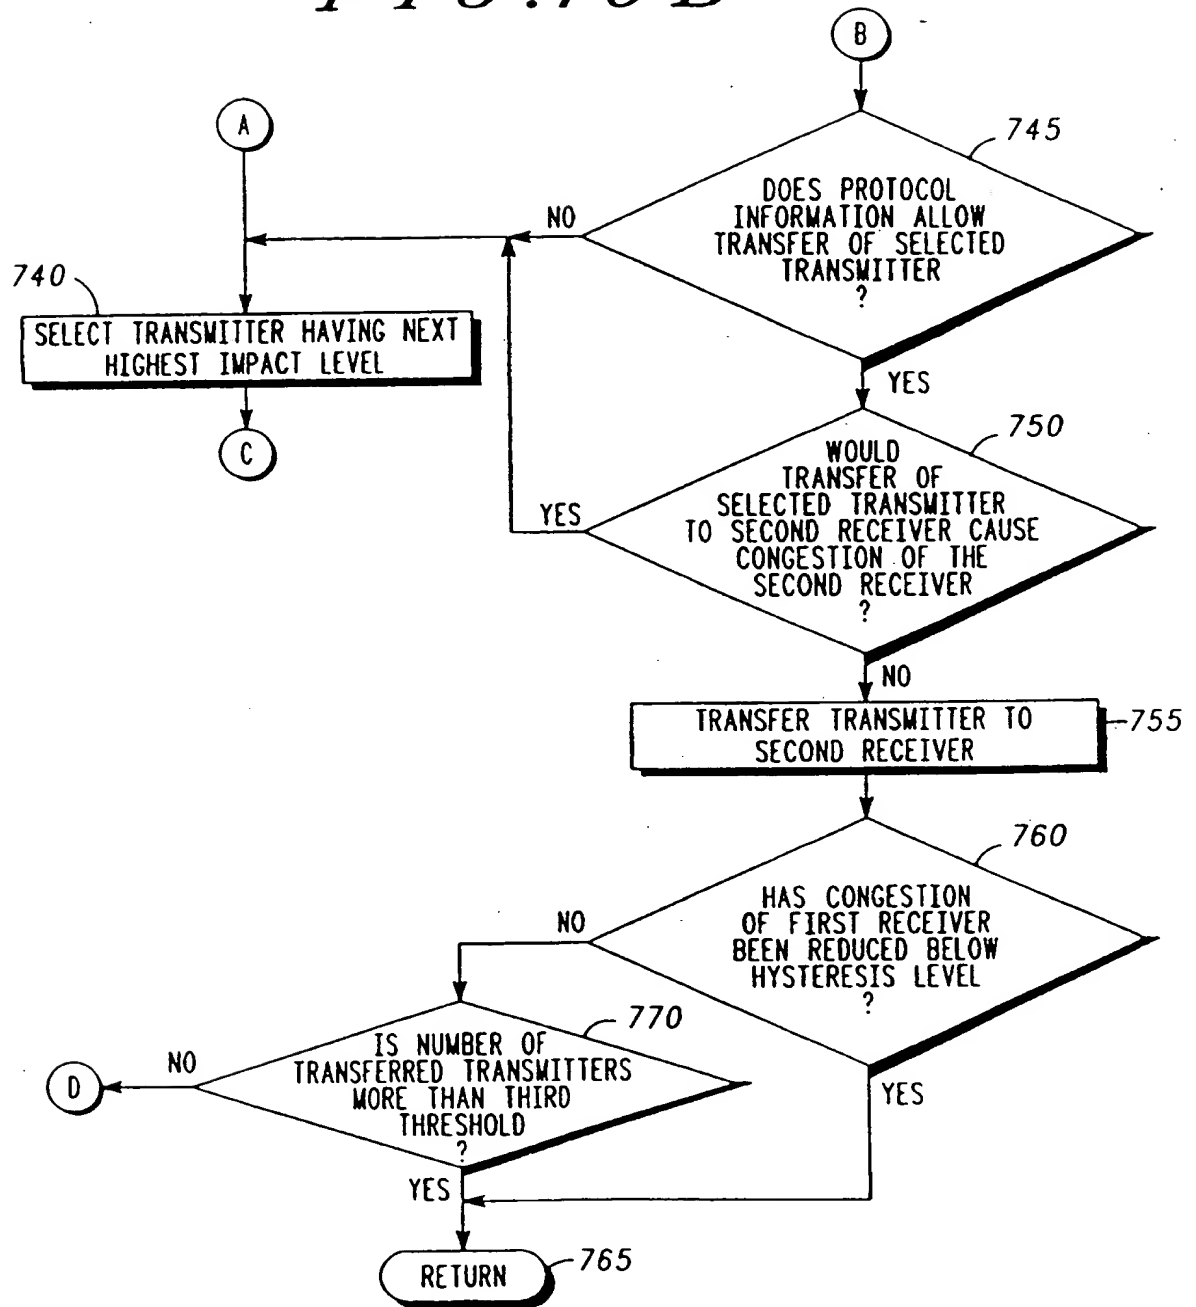 B
A
745
DOES PROTOCOL
INFORMATION ALLOW
TRANSFER OF SELECTED
TRANSMITTER
?
NO
740
SELECT TRANSMITTER HAVING NEXT
HIGHEST IMPACT LEVEL
YES
C
750
WOULD
TRANSFER OF
SELECTED TRANSMITTER
TO SECOND RECEIVER CAUSE
CONGESTION OF THE
SECOND RECEIVER
?
YES
NO
TRANSFER TRANSMITTER TO
SECOND RECEIVER
755
760
HAS CONGESTION
OF FIRST RECEIVER
BEEN REDUCED BELOW
HYSTERESIS LEVEL
?
NO
770
IS NUMBER OF
TRANSFERRED TRANSMITTERS
MORE THAN THIRD
THRESHOLD
?
NO
D
YES
YES
RETURN
765